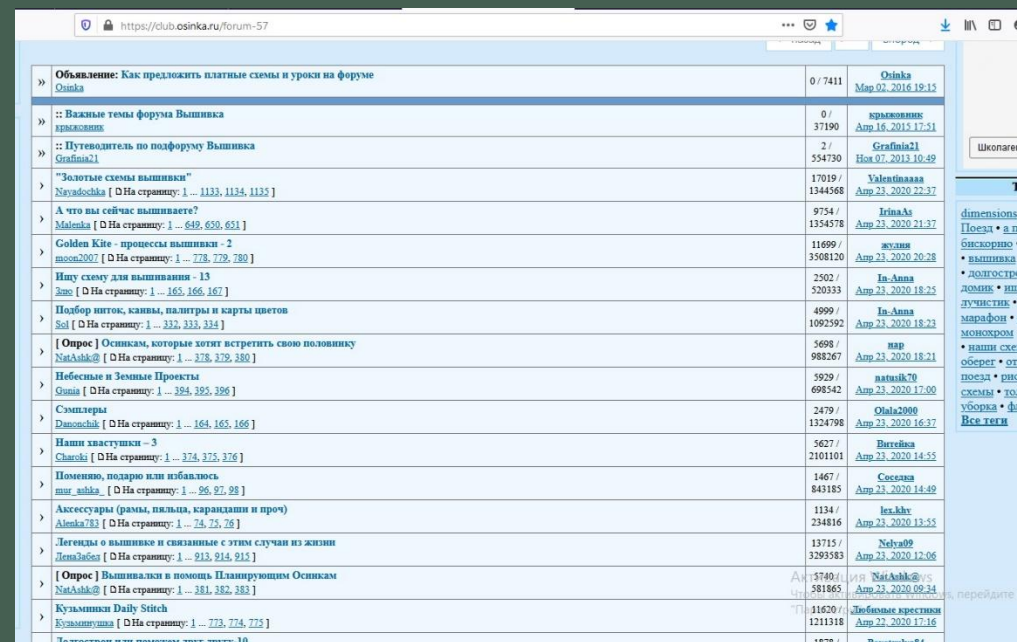 https://club.osinka.ru/forum-57
Объявление: Как предложить платные схемы и уроки на форуме
Osinka
0 / 7411
Osinka
Мар 02, 2016 19:15
:: Важные темы форума Вышивка
крыжовник
0 /
37190
крыжовник
Апр 16, 2015 17:51
:: Путеводитель по подфоруму Вышивка
Grafinia21
2 /
554730
Grafinia21
Ноя 07, 2013 10:49
"Золотые схемы вышивки"
Nayadochka [ На страницу: 1 ... 1133, 1134, 1135 ]
17019 /
1344568
Valentinaaaa
Апр 23, 2020 22:37
А что вы сейчас вышиваете?
Malenka [ На страницу: 1 ... 649, 650, 651 ]
9754 /
1354578
IrinaAs
Апр 23, 2020 21:37
Golden Kite - процессы вышивки - 2
moon2007 [ На страницу: 1 ... 778, 779, 780 ]
11699 /
3508120
жулия
Апр 23, 2020 20:28
Ищу схему для вышивания - 13
Злю [ На страницу: 1 ... 165, 166, 167 ]
2502 /
520333
In-Anna
Апр 23, 2020 18:25
Подбор ниток, канвы, палитры и карты цветов
Sol [ На страницу: 1 ... 332, 333, 334 ]
4999 /
1092592
In-Anna
Апр 23, 2020 18:23
[ Опрос ] Осинкам, которые хотят встретить свою половинку
NatAshk@ [ На страницу: 1 ... 378, 379, 380 ]
5698 /
988267
нар
Апр 23, 2020 18:21
Небесные и Земные Проекты
Gunia [ На страницу: 1 ... 394, 395, 396 ]
5929 /
698542
natusik70
Апр 23, 2020 17:00
Сэмплеры
Danonchik [ На страницу: 1 ... 164, 165, 166 ]
2479 /
1324798
Olala2000
Апр 23, 2020 16:37
Наши хвастушки – 3
Charoki [ На страницу: 1 ... 374, 375, 376 ]
5627 /
2101101
Витейка
Апр 23, 2020 14:55
Поменяю, подарю или избавлюсь
mur_ashka_ [ На страницу: 1 ... 96, 97, 98 ]
1467 /
843185
Соседка
Апр 23, 2020 14:49
Аксессуары (рамы, пяльца, карандаши и проч)
Alenka783 [ На страницу: 1 ... 74, 75, 76 ]
1134 /
234816
lex.khv
Апр 23, 2020 13:55
Легенды о вышивке и связанные с этим случаи из жизни
ЛенаЗабел [ На страницу: 1 ... 913, 914, 915 ]
13715 /
3293583
Nelya09
Апр 23, 2020 12:06
[ Опрос ] Вышивалки в помощь Планирующим Осинкам
NatAshk@ [ На страницу: 1 ... 381, 382, 383 ]
5740 /
581865
NatAshk@
Апр 23, 2020 09:34
Кузьминки Daily Stitch
Кузьминушка [ На страницу: 1 ... 773, 774, 775 ]
11620 /
1211318
Любимые крестики
Апр 22, 2020 17:16
Активация Windows
Чтобы активировать Windows, перейдите
dimensions
Поезд •
бискорню
• вышивка
домик •
лучистик •
марафон •
монохром
• наши
оберег •
поезд •
схемы •
уборка •
Все теги